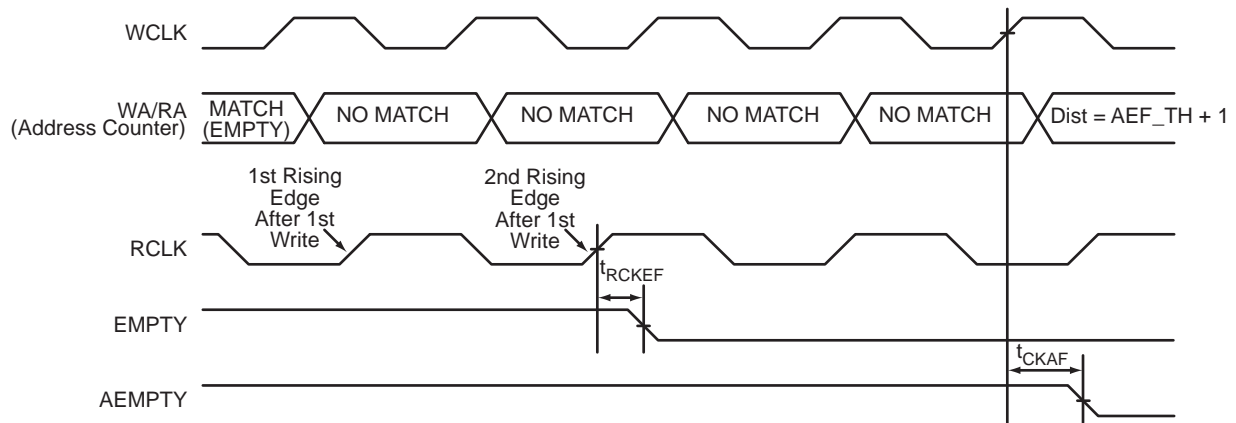 WCLK
WA/RA
(Address Counter)
MATCH
(EMPTY)
NO MATCH
NO MATCH
NO MATCH
NO MATCH
Dist = AEF_TH + 1
1st Rising
Edge
After 1st
Write
2nd Rising
Edge
After 1st
Write
RCLK
tRCKEF
EMPTY
tCKAF
AEMPTY